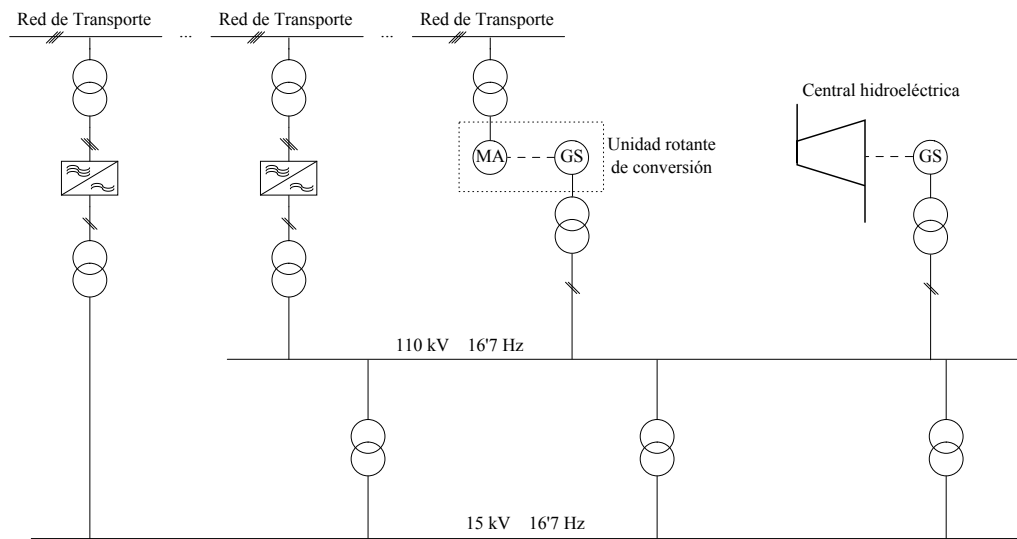 Red de Transporte ... Red de Transporte ... Red de Transporte
Central hidroeléctrica
MA
GS
Unidad rotante
de conversión
GS
110 kV 16'7 Hz
15 kV 16'7 Hz